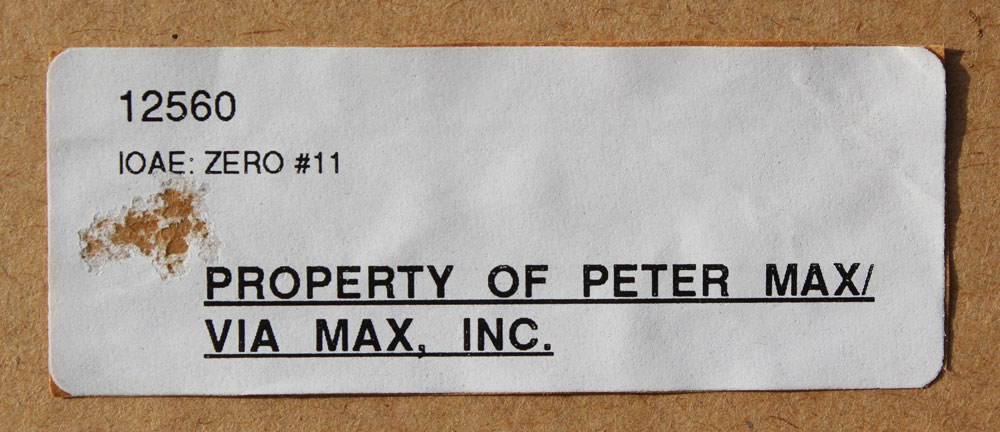 12560
IOAE: ZERO #11
PROPERTY OF PETER MAX/
VIA MAX, INC.